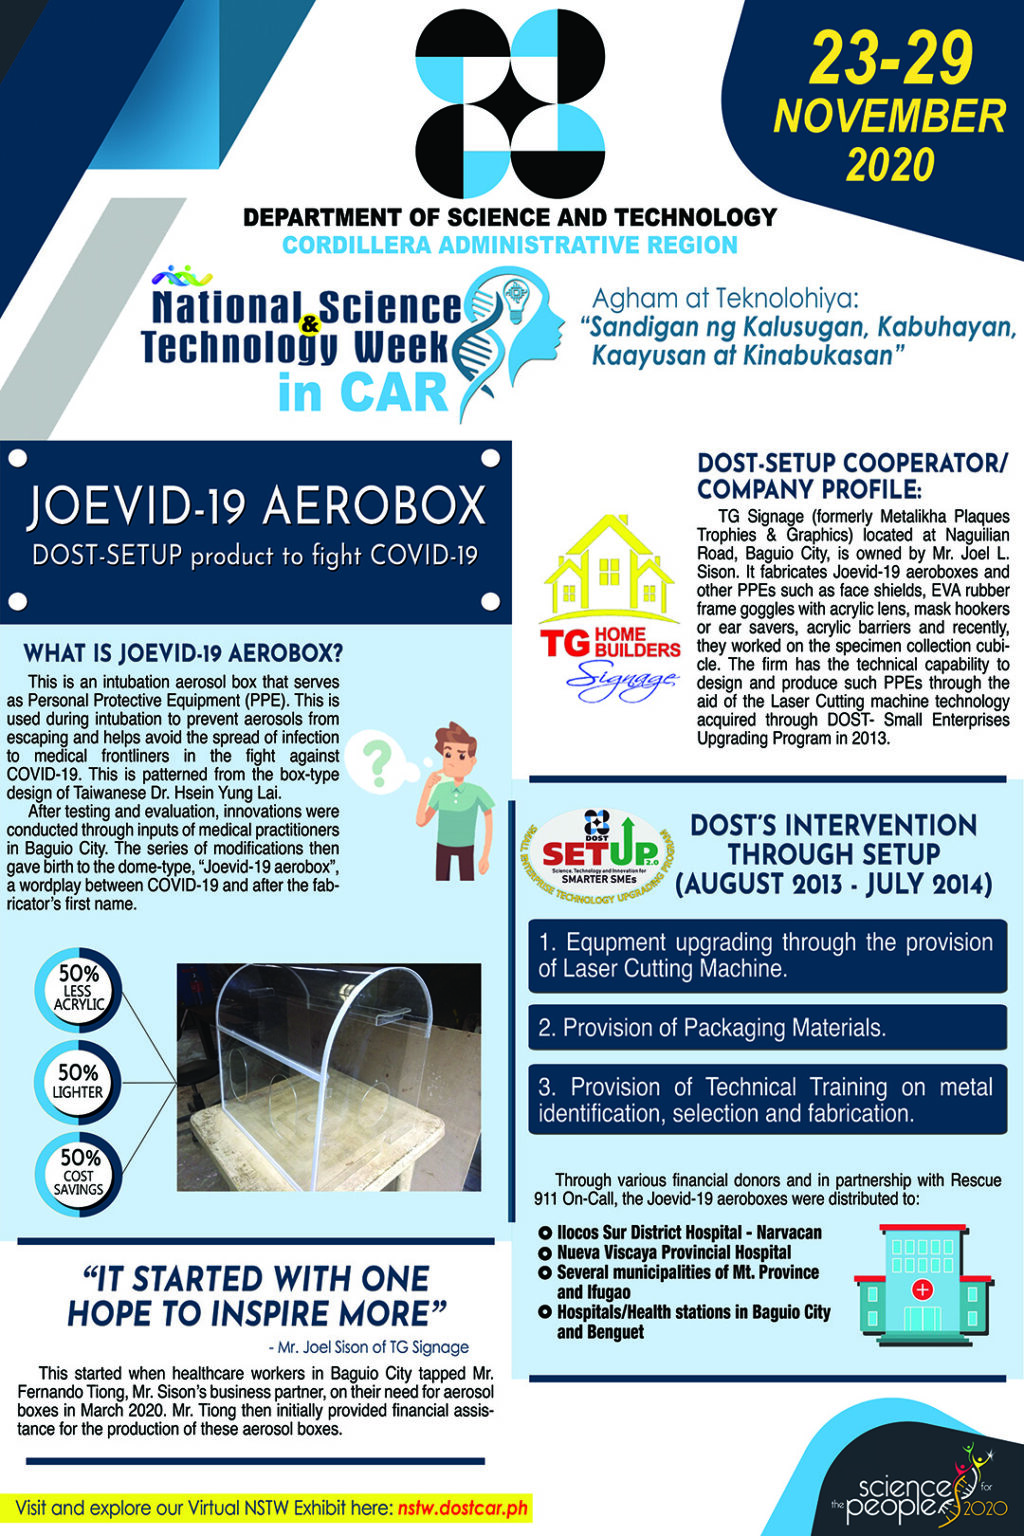 23-29
NOVEMBER
2020
DEPARTMENT OF SCIENCE AND TECHNOLOGY
CORDILLERA ADMINISTRATIVE REGION
National Science
&
Technology Week
in CAR
Agham at Teknolohiya:
“Sandigan ng Kalusugan, Kabuhayan,
Kaayusan at Kinabukasan”
JOEVID-19 AEROBOX
DOST-SETUP product to fight COVID-19
WHAT IS JOEVID-19 AEROBOX?
This is an intubation aerosol box that serves
as Personal Protective Equipment (PPE). This is
used during intubation to prevent aerosols from
escaping and helps avoid the spread of infection
to medical frontliners in the fight against
COVID-19. This is patterned from the box-type
design of Taiwanese Dr. Hsein Yung Lai.
After testing and evaluation, innovations were
conducted through inputs of medical practitioners
in Baguio City. The series of modifications then
gave birth to the dome-type, “Joevid-19 aerobox”,
a wordplay between COVID-19 and after the fab-
ricator's first name.
?
50%
LESS
ACRYLIC
50%
LIGHTER
50%
COST
SAVINGS
“IT STARTED WITH ONE
HOPE TO INSPIRE MORE”
- Mr. Joel Sison of TG Signage
This started when healthcare workers in Baguio City tapped Mr.
Fernando Tiong, Mr. Sison's business partner, on their need for aerosol
boxes in March 2020. Mr. Tiong then initially provided financial assis-
tance for the production of these aerosol boxes.
Visit and explore our Virtual NSTW Exhibit here: nstw.dostcar.ph
TG HOME
BUILDERS
Signage
DOST-SETUP COOPERATOR/
COMPANY PROFILE:
TG Signage (formerly Metalikha Plaques
Trophies & Graphics) located at Naguilian
Road, Baguio City, is owned by Mr. Joel L.
Sison. It fabricates Joevid-19 aeroboxes and
other PPEs such as face shields, EVA rubber
frame goggles with acrylic lens, mask hookers
or ear savers, acrylic barriers and recently,
they worked on the specimen collection cubi-
cle. The firm has the technical capability to
design and produce such PPEs through the
aid of the Laser Cutting machine technology
acquired through DOST- Small Enterprises
Upgrading Program in 2013.
DOST
SETUP 2.0
Science, Technology and Innovation for
SMARTER SMEs
SMALL ENTERPRISE TECHNOLOGY UPGRADING PROGRAM
DOST'S INTERVENTION
THROUGH SETUP
(AUGUST 2013 - JULY 2014)
1. Equpment upgrading through the provision
of Laser Cutting Machine.
2. Provision of Packaging Materials.
3. Provision of Technical Training on metal
identification, selection and fabrication.
Through various financial donors and in partnership with Rescue
911 On-Call, the Joevid-19 aeroboxes were distributed to:
Ilocos Sur District Hospital - Narvacan
Nueva Viscaya Provincial Hospital
Several municipalities of Mt. Province
and Ifugao
Hospitals/Health stations in Baguio City
and Benguet
science for
the people 2020